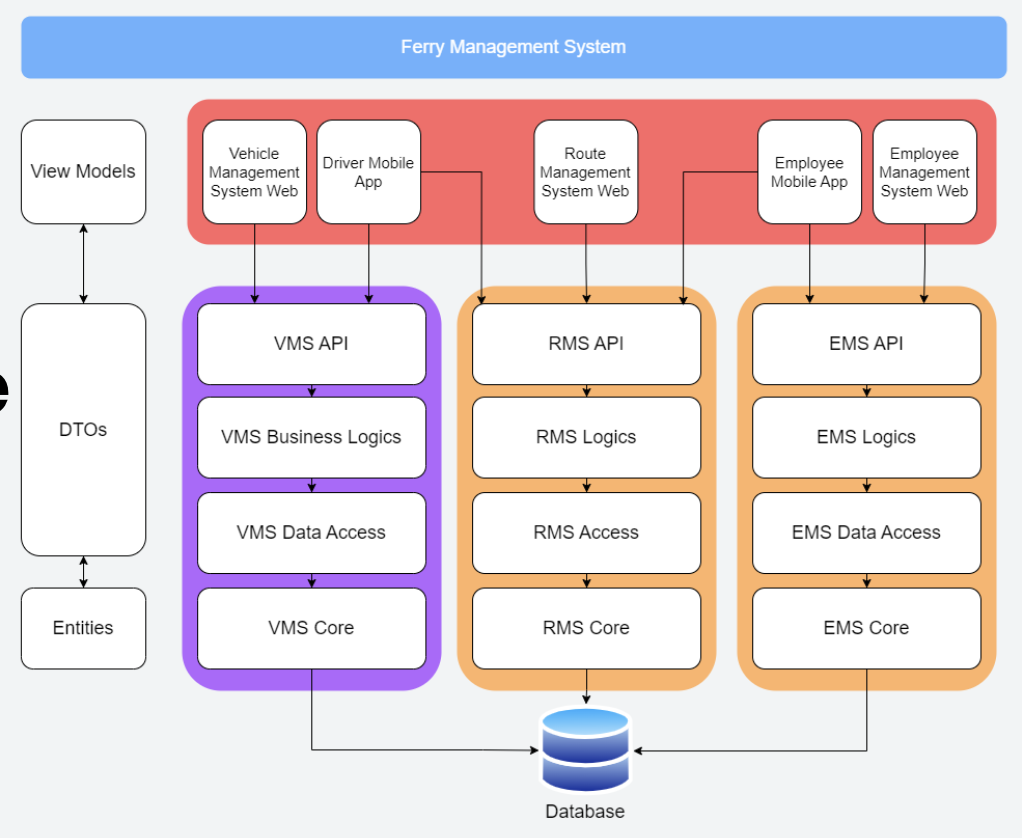 Ferry Management System
View Models
Vehicle
Management
System Web
Driver Mobile
App
Route
Management
System Web
Employee
Mobile App
Employee
Management
System Web
DTOs
VMS API
RMS API
EMS API
VMS Business Logics
RMS Logics
EMS Logics
VMS Data Access
RMS Access
EMS Data Access
Entities
VMS Core
RMS Core
EMS Core
Database